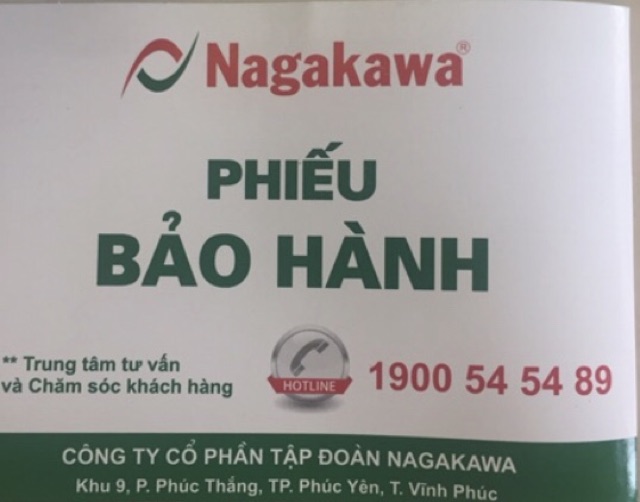 Nagakawa®
PHIẾU
BẢO HÀNH
** Trung tâm tư vấn
và Chăm sóc khách hàng
HOTLINE
1900 54 54 89
CÔNG TY CỔ PHẦN TẬP ĐOÀN NAGAKAWA
Khu 9, P. Phúc Thắng, TP. Phúc Yên, T. Vĩnh Phúc